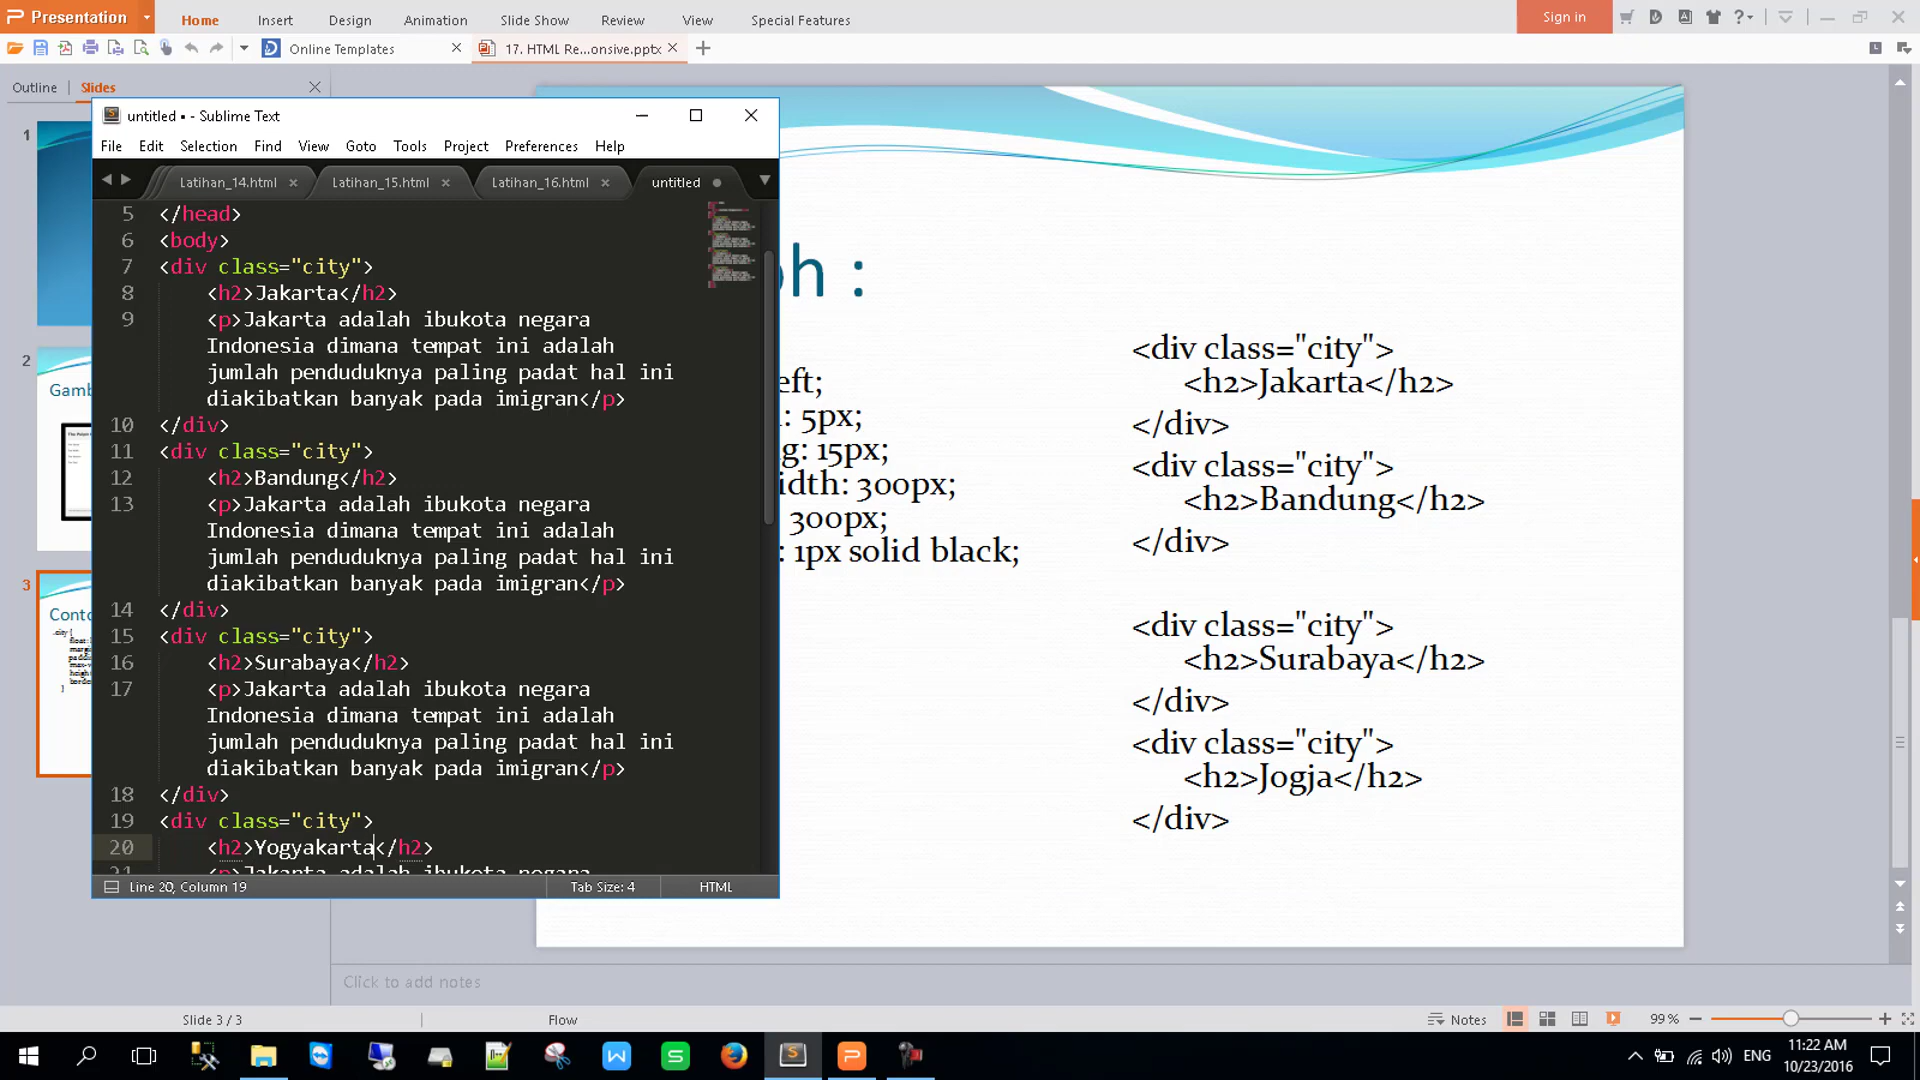 Presentation
Home Insert Design Animation Slide Show Review View Special Features
Sign in
Online Templates
17. HTML Re...onsive.pptx
Outline
Slides
1
2
3
untitled • - Sublime Text
File Edit Selection Find View Goto Tools Project Preferences Help
Latihan_14.html Latihan_15.html Latihan_16.html untitled
5 </head>
6 <body>
7 <div class="city">
8 <h2>Jakarta</h2>
9 <p>Jakarta adalah ibukota negara
Indonesia dimana tempat ini adalah
jumlah penduduknya paling padat hal ini
diakibatkan banyak pada imigran</p>
10 </div>
11 <div class="city">
12 <h2>Bandung</h2>
13 <p>Jakarta adalah ibukota negara
Indonesia dimana tempat ini adalah
jumlah penduduknya paling padat hal ini
diakibatkan banyak pada imigran</p>
14 </div>
15 <div class="city">
16 <h2>Surabaya</h2>
17 <p>Jakarta adalah ibukota negara
Indonesia dimana tempat ini adalah
jumlah penduduknya paling padat hal ini
diakibatkan banyak pada imigran</p>
18 </div>
19 <div class="city">
20 <h2>Yogyakarta</h2>
Line 20, Column 19
Tab Size: 4
HTML
h :
eft;
: 5px;
g: 15px;
idth: 300px;
300px;
: 1px solid black;
<div class="city">
<h2>Jakarta</h2>
</div>
<div class="city">
<h2>Bandung</h2>
</div>
<div class="city">
<h2>Surabaya</h2>
</div>
<div class="city">
<h2>Jogja</h2>
</div>
Click to add notes
Slide 3 / 3
Flow
Notes
99 %
ENG
11:22 AM
10/23/2016